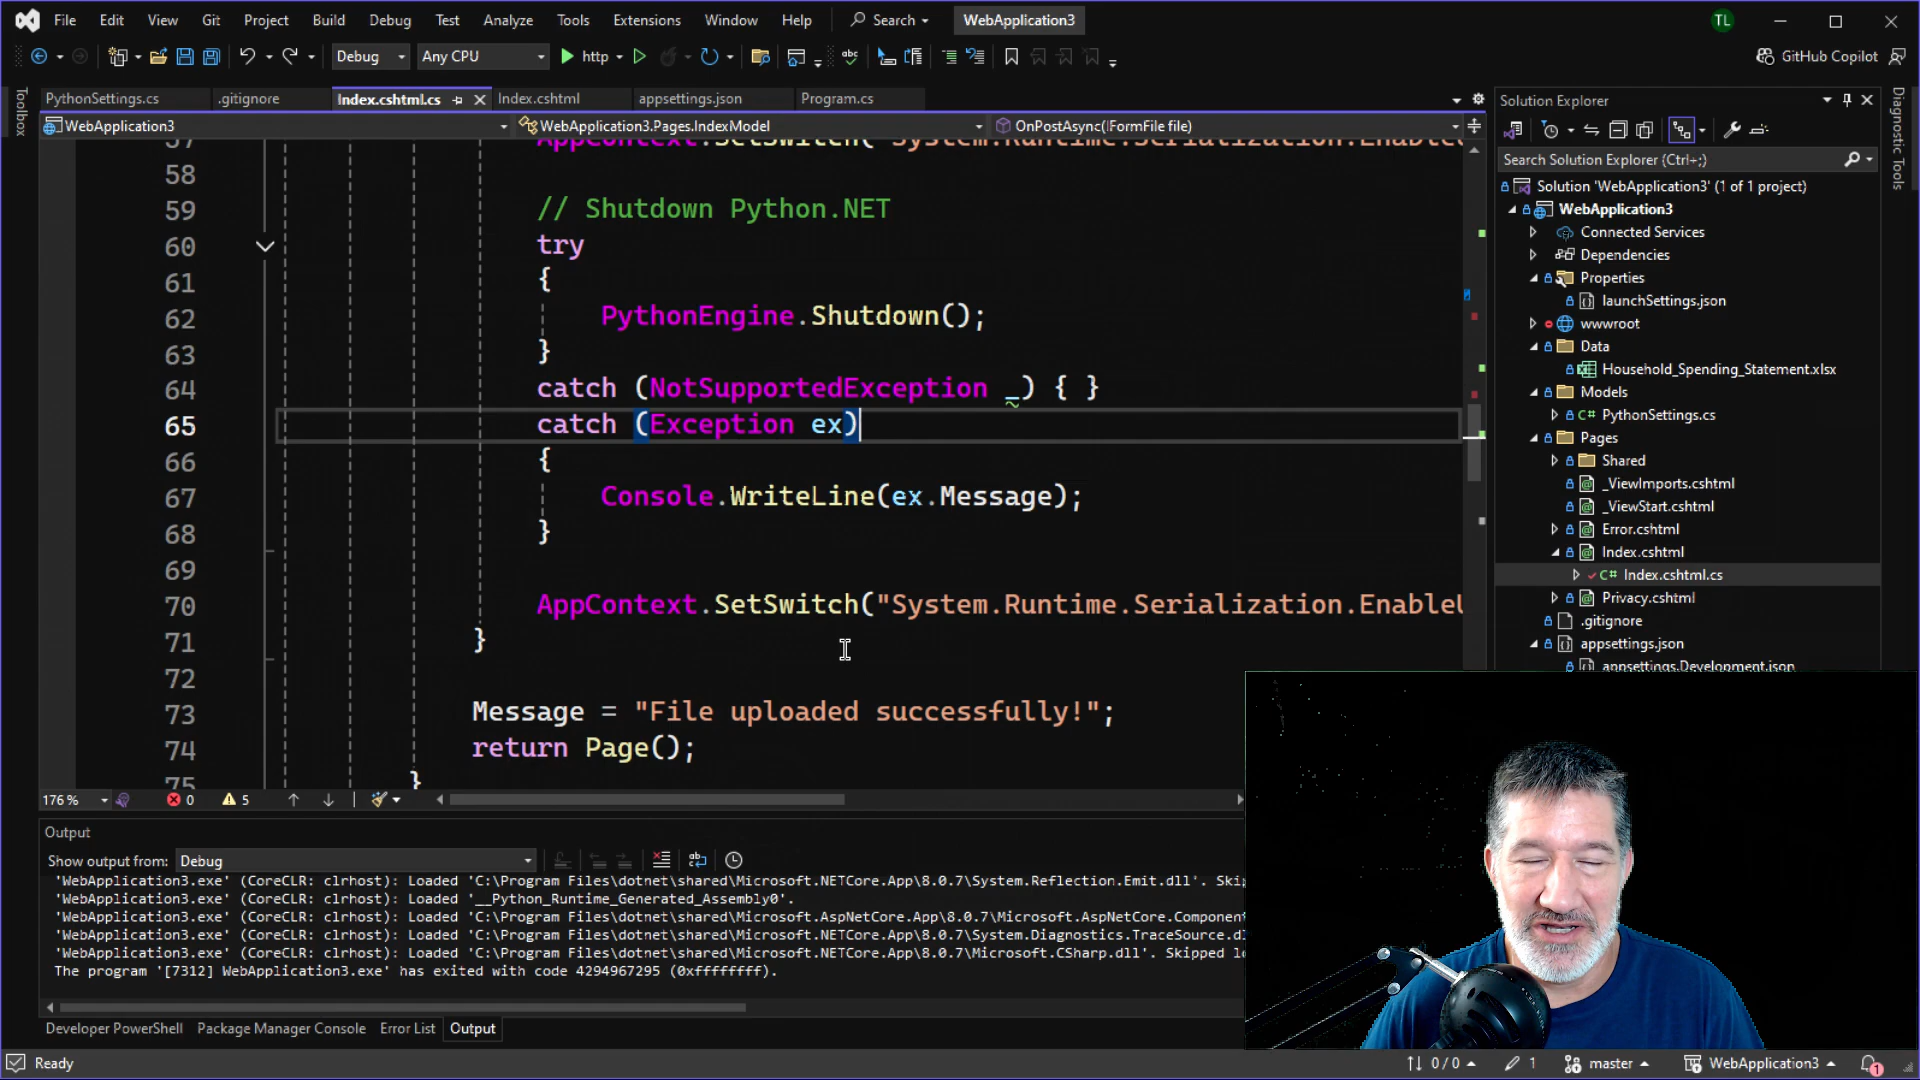 File Edit View Git Project Build Debug Test Analyze Tools Extensions Window Help Search WebApplication3 TL
Debug Any CPU http GitHub Copilot
PythonSettings.cs .gitignore Index.cshtml.cs Index.cshtml appsettings.json Program.cs
WebApplication3 WebApplication3.Pages.IndexModel OnPostAsync(IFormFile file)
Toolbox
58
59 // Shutdown Python.NET
60 try
61 {
62 PythonEngine.Shutdown();
63 }
64 catch (NotSupportedException _) { }
65 catch (Exception ex)
66 {
67 Console.WriteLine(ex.Message);
68 }
69
70 AppContext.SetSwitch("System.Runtime.Serialization.Enable
71 }
72
73 Message = "File uploaded successfully!";
74 return Page();
75 }
176 % 0 5
Output
Show output from: Debug
'WebApplication3.exe' (CoreCLR: clrhost): Loaded 'C:\Program Files\dotnet\shared\Microsoft.NETCore.App\8.0.7\System.Reflection.Emit.dll'. Ski
'WebApplication3.exe' (CoreCLR: clrhost): Loaded '__Python_Runtime_Generated_Assembly0'.
'WebApplication3.exe' (CoreCLR: clrhost): Loaded 'C:\Program Files\dotnet\shared\Microsoft.AspNetCore.App\8.0.7\Microsoft.AspNetCore.Componen
'WebApplication3.exe' (CoreCLR: clrhost): Loaded 'C:\Program Files\dotnet\shared\Microsoft.NETCore.App\8.0.7\System.Diagnostics.TraceSource.d
'WebApplication3.exe' (CoreCLR: clrhost): Loaded 'C:\Program Files\dotnet\shared\Microsoft.NETCore.App\8.0.7\Microsoft.CSharp.dll'. Skipped l
The program '[7312] WebApplication3.exe' has exited with code 4294967295 (0xffffffff).
Developer PowerShell Package Manager Console Error List Output
Ready 0 / 0 1 master WebApplication3 1
Solution Explorer
Search Solution Explorer (Ctrl+;)
Solution 'WebApplication3' (1 of 1 project)
WebApplication3
Connected Services
Dependencies
Properties
launchSettings.json
wwwroot
Data
Household_Spending_Statement.xlsx
Models
PythonSettings.cs
Pages
Shared
_ViewImports.cshtml
_ViewStart.cshtml
Error.cshtml
Index.cshtml
Index.cshtml.cs
Privacy.cshtml
.gitignore
appsettings.json
appsettings.Development.json
Diagnostic Tools